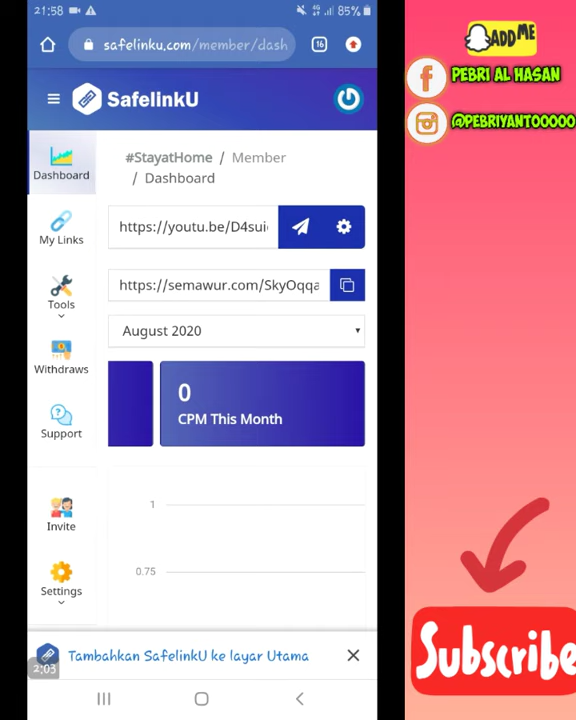 21:58
85%
safelinku.com/member/dash
16
SafelinkU
Dashboard
My Links
Tools
Withdraws
Support
Invite
Settings
#StayatHome / Member
/ Dashboard
https://youtu.be/D4sui
https://semawur.com/SkyOqqa
August 2020
0
CPM This Month
1
0.75
Tambahkan SafelinkU ke layar Utama
2:03
ADD ME
PEBRI AL HASAN
@PEBRIYANTO0000
Subscribe